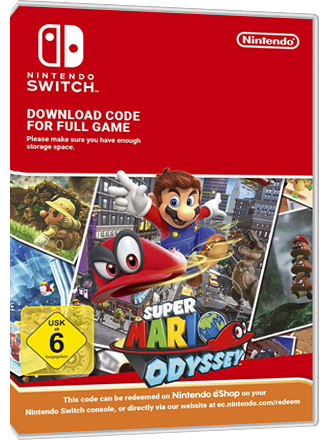 Nintendo
NINTENDO
SWITCH™
DOWNLOAD CODE
FOR FULL GAME
Please make sure you have enough
storage space.
SUPER
MARIO
ODYSSEY
USK
ab
6
freigegeben
This code can be redeemed on Nintendo eShop on your
Nintendo Switch console, or directly via our website at ec.nintendo.com/redeem